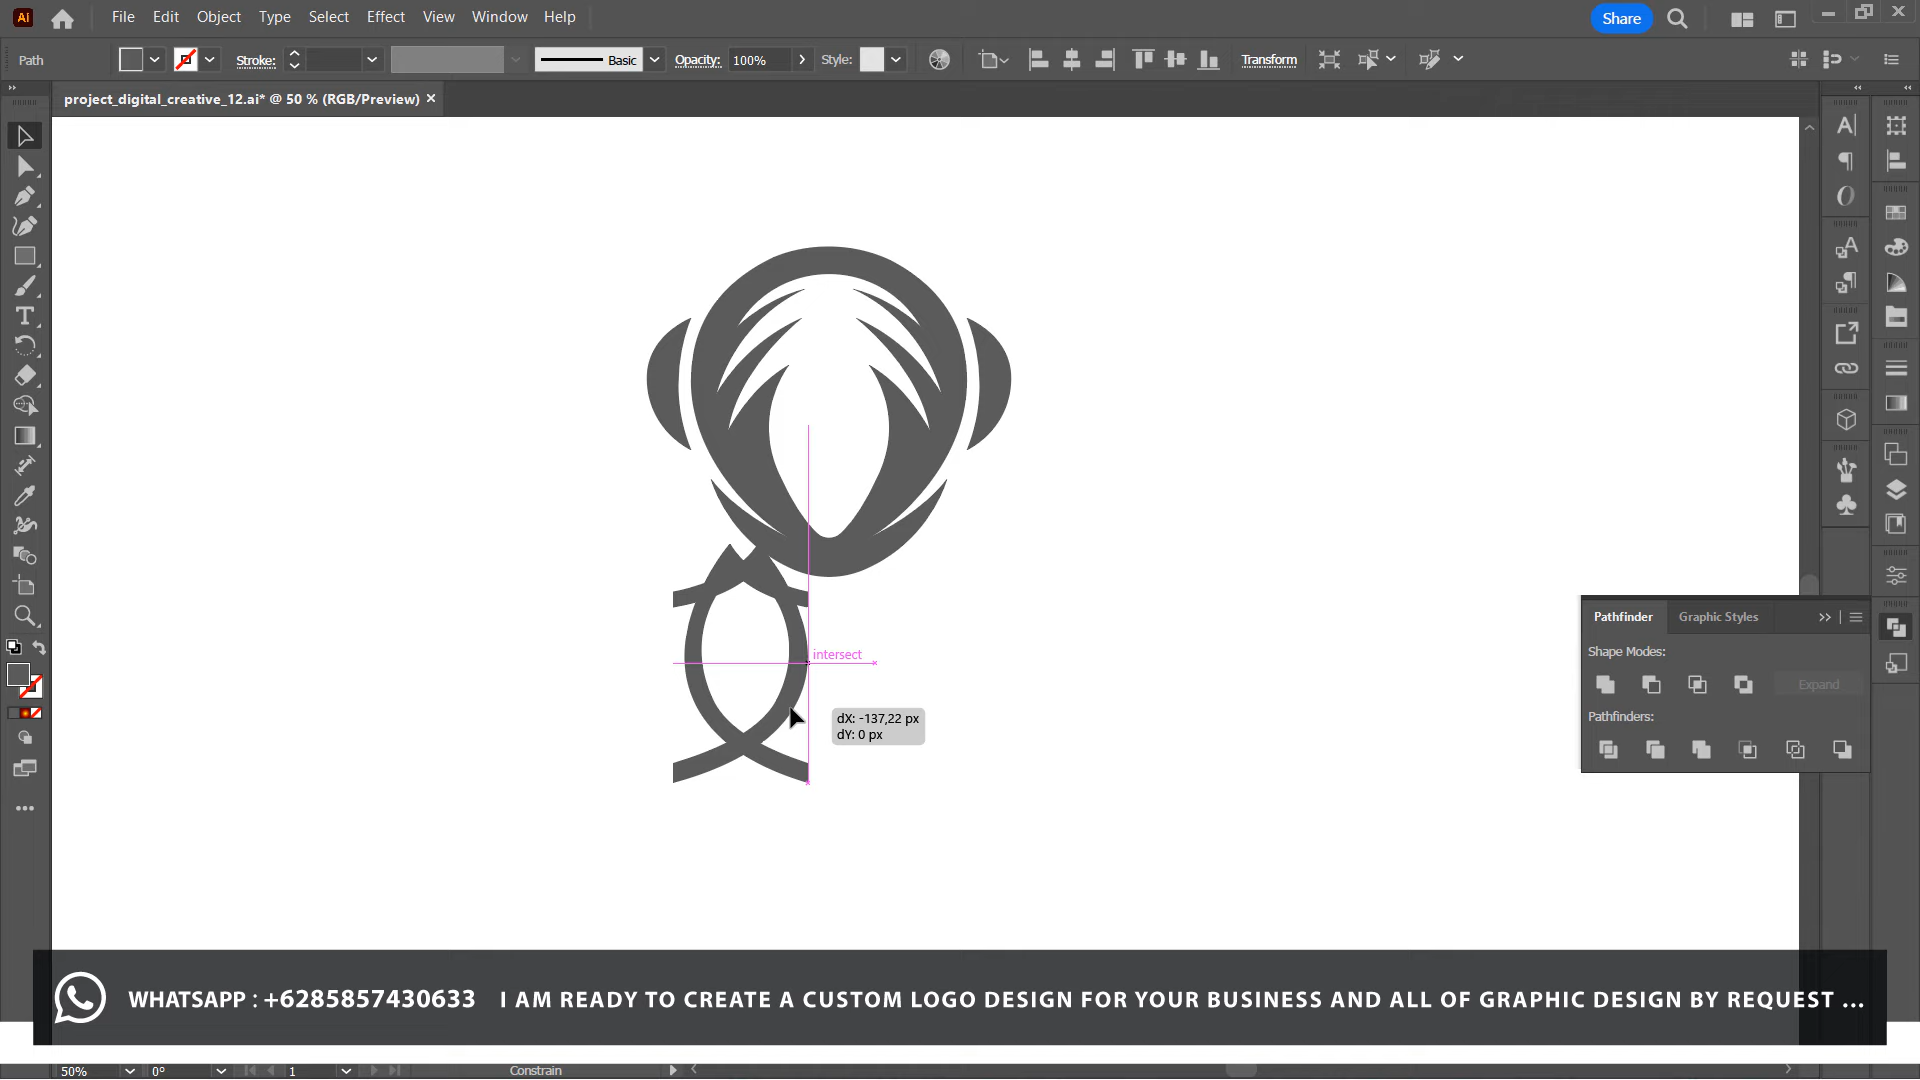 Ai
File Edit Object Type Select Effect View Window Help
Share
Path
Stroke:
Basic
Opacity: 100%
Style:
Transform
project_digital_creative_12.ai* @ 50 % (RGB/Preview)
intersect
dX: -137,22 px
dY: 0 px
Pathfinder Graphic Styles
Shape Modes:
Expand
Pathfinders:
WHATSAPP : +6285857430633 I AM READY TO CREATE A CUSTOM LOGO DESIGN FOR YOUR BUSINESS AND ALL OF GRAPHIC DESIGN BY REQUEST ...
50% 0° 1 Constrain